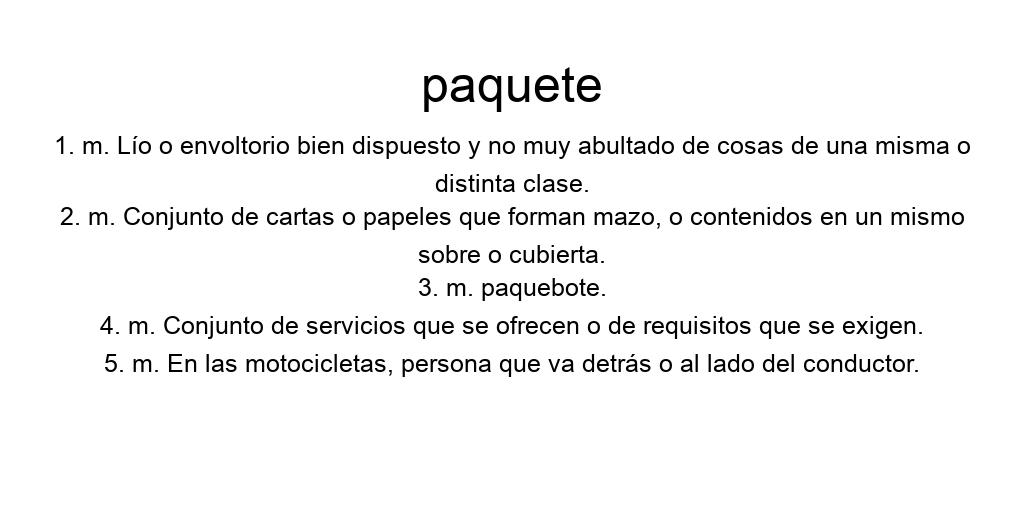 paquete
1. m. Lío o envoltorio bien dispuesto y no muy abultado de cosas de una misma o
distinta clase.
2. m. Conjunto de cartas o papeles que forman mazo, o contenidos en un mismo
sobre o cubierta.
3. m. paquebote.
4. m. Conjunto de servicios que se ofrecen o de requisitos que se exigen.
5. m. En las motocicletas, persona que va detrás o al lado del conductor.